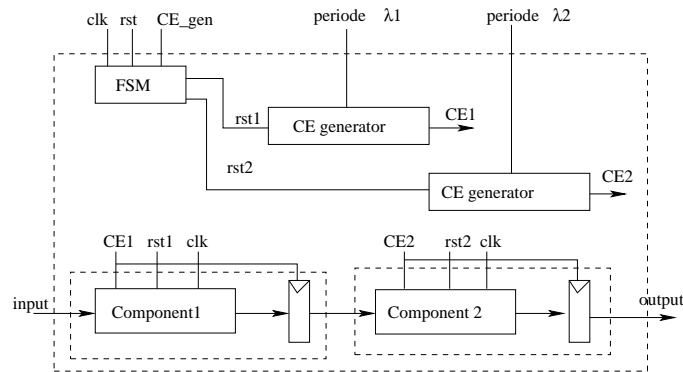 clk rst CE_gen
periode λ1
periode λ2
FSM
rst1
CE generator
CE1
rst2
CE generator
CE2
CE1 rst1 clk
CE2 rst2 clk
input
Component1
Component 2
output